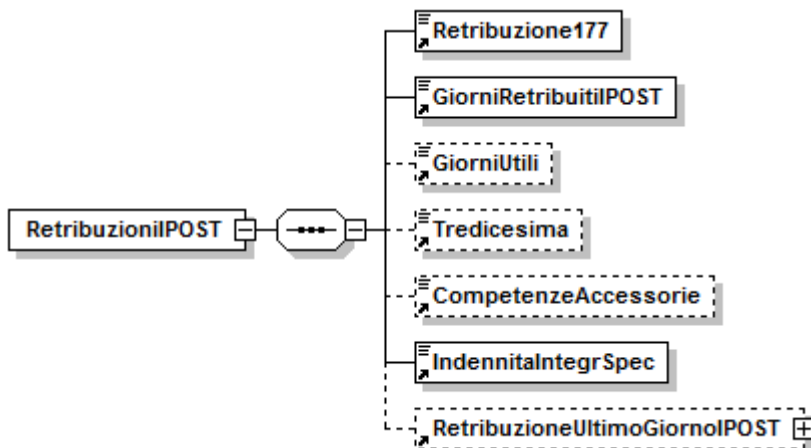 Retribuzione177
GiorniRetribuitiIPOST
GiorniUtili
Tredicesima
RetribuzioniIPOST
CompetenzeAccessorie
IndennitaIntegrSpec
RetribuzioneUltimoGiornoIPOST